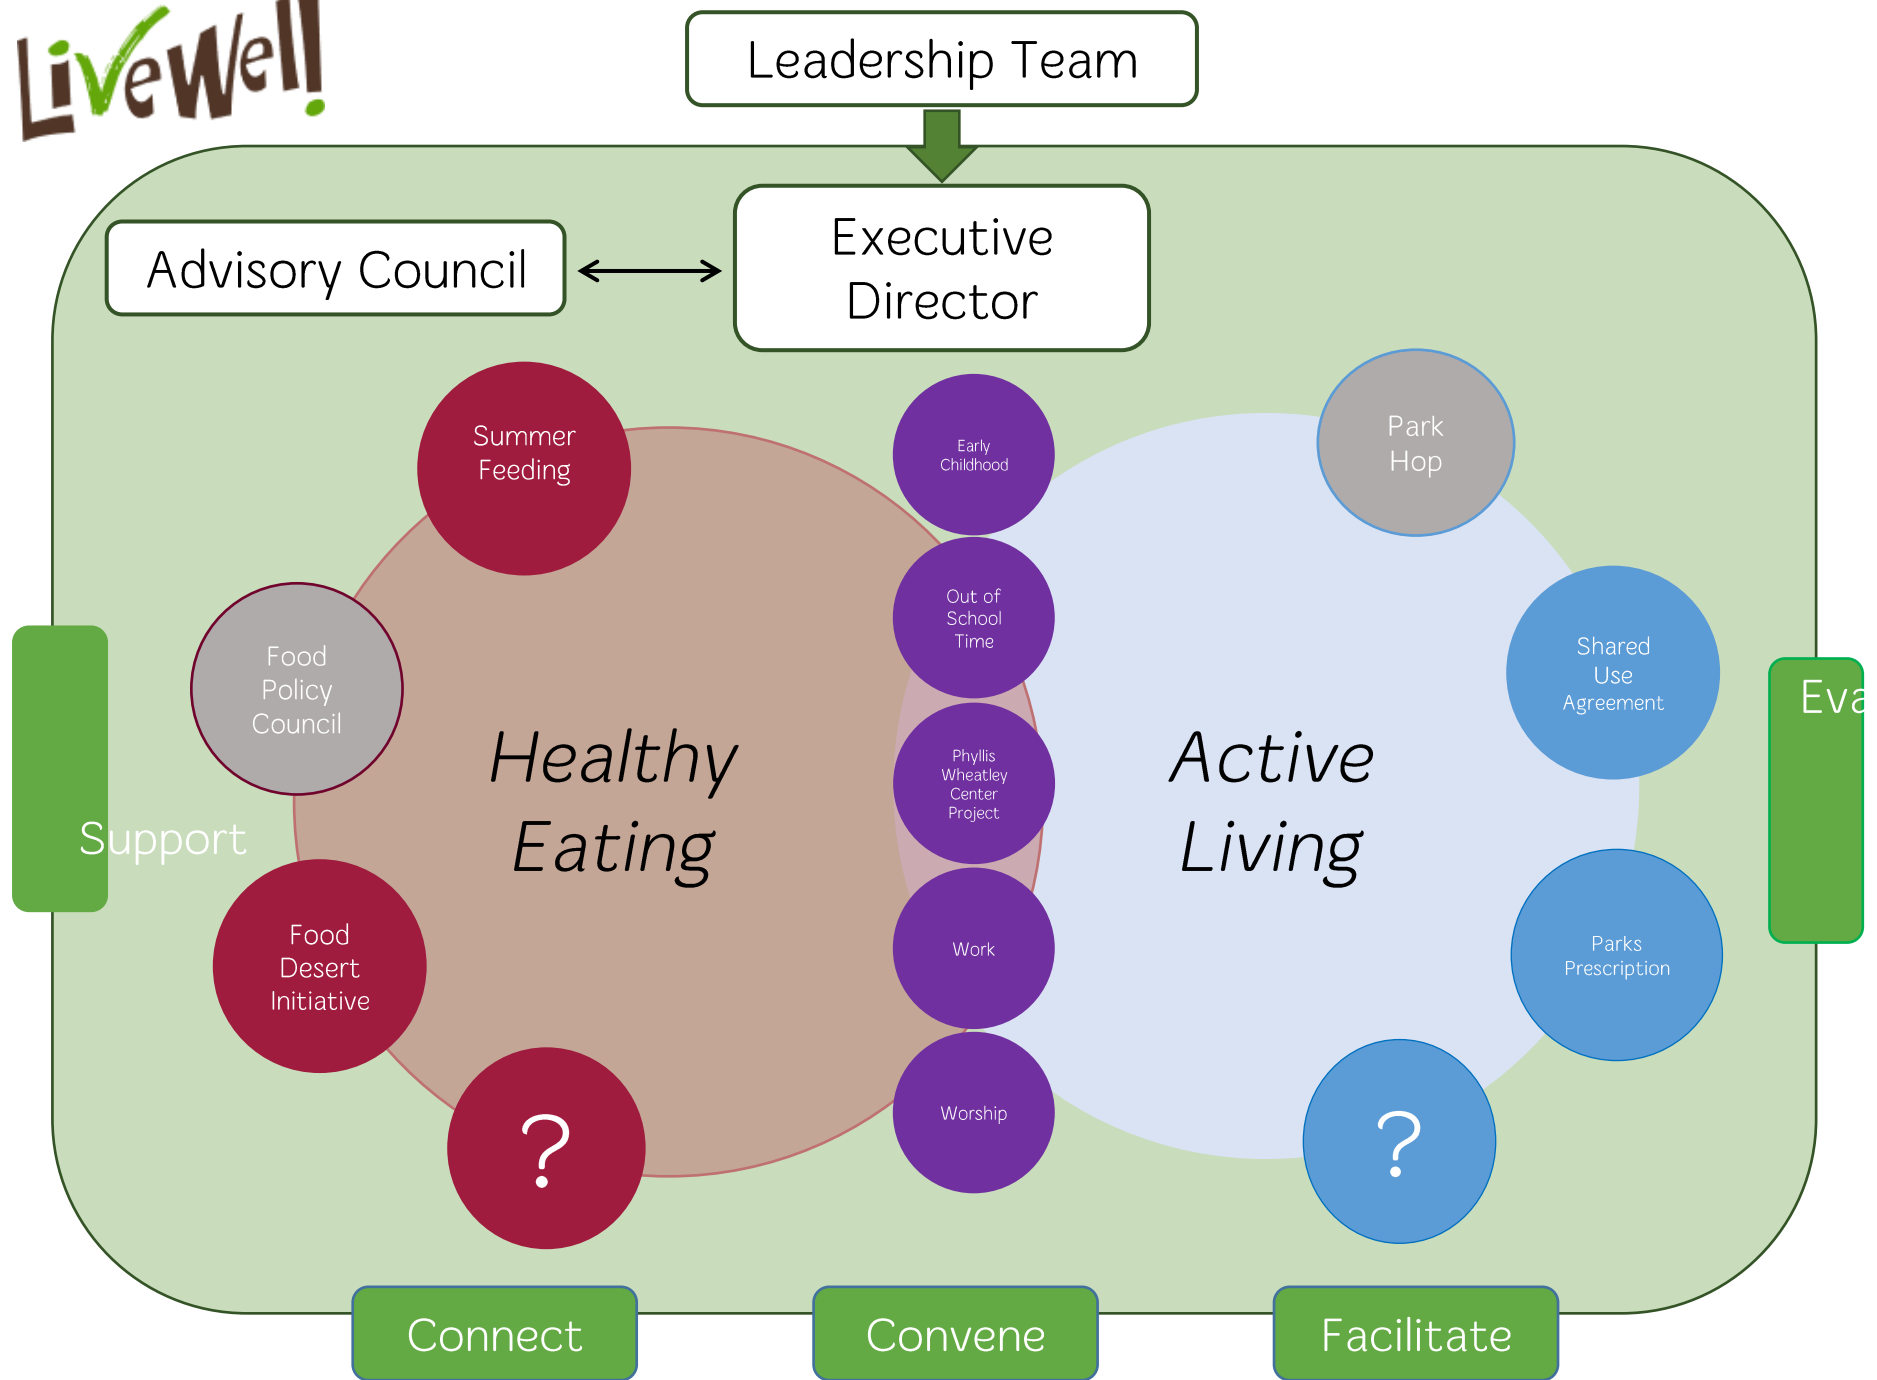 LiveWell!
Leadership Team
Executive
Director
Advisory Council
Summer
Feeding
Early
Childhood
Park
Hop
Out of
School
Time
Food
Policy
Council
Shared
Use
Agreement
Healthy
Eating
Phyllis
Wheatley
Center
Project
Active
Living
Support
Eva
Food
Desert
Initiative
Work
Parks
Prescription
?
Worship
?
Connect
Convene
Facilitate